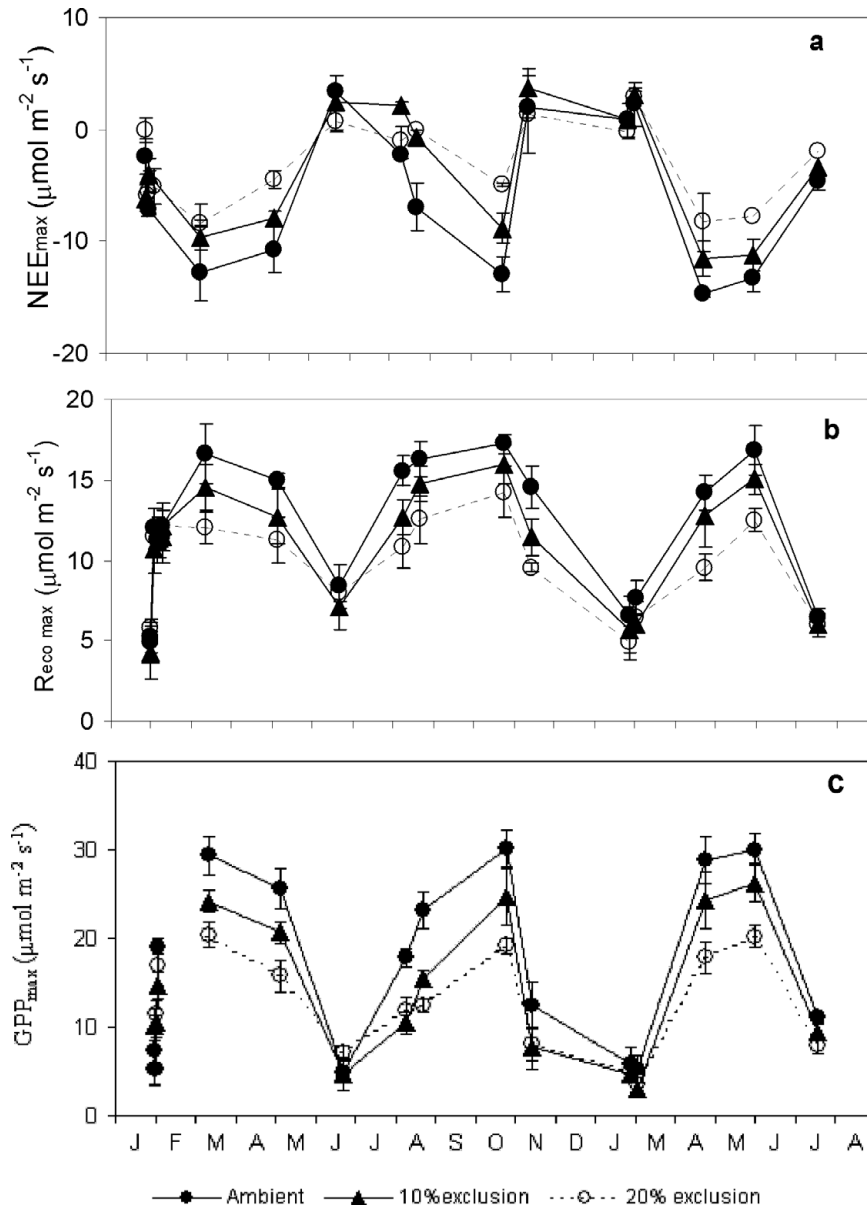 a
10
0
-10
-20
NEEmax (μmol m-2 s-1)
b
20
15
10
5
0
Reco max (μmol m-2 s-1)
c
40
30
20
10
0
GPPmax (μmol m-2 s-1)
J F M A M J J A S O N D M A M J J A
Ambient 10%exclusion 20% exclusion